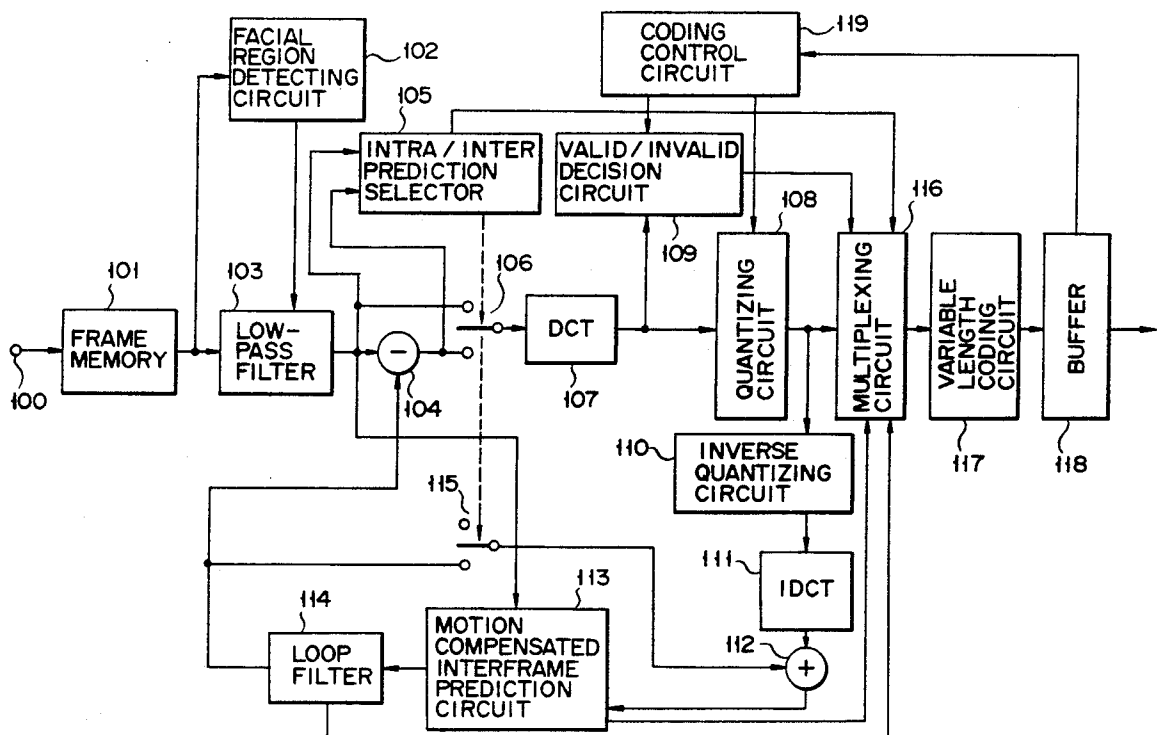 FACIAL
REGION
DETECTING
CIRCUIT
102
CODING
CONTROL
CIRCUIT
119
105
INTRA / INTER
PREDICTION
SELECTOR
VALID / INVALID
DECISION
CIRCUIT
109
108
QUANTIZING
CIRCUIT
116
MULTIPLEXING
CIRCUIT
101
FRAME
MEMORY
100
103
LOW-
PASS
FILTER
104
106
DCT
107
VARIABLE
LENGTH
CODING
CIRCUIT
117
BUFFER
118
110
INVERSE
QUANTIZING
CIRCUIT
115
111
IDCT
112
114
LOOP
FILTER
113
MOTION
COMPENSATED
INTERFRAME
PREDICTION
CIRCUIT
−
+